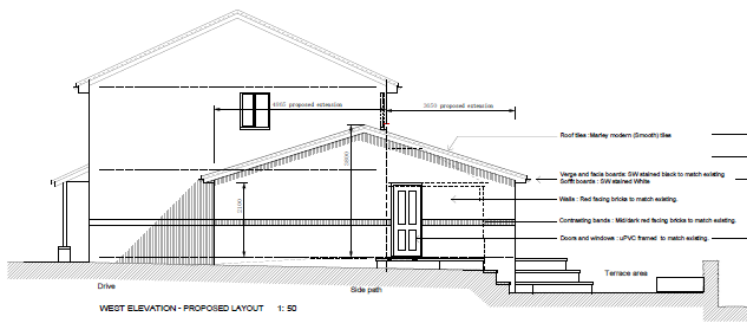 4865 proposed extension
3650 proposed extension
Roof tiles : Marley modern (Smooth) tiles
3800
Verge and facia boards: SW stained black to match existing
Soffit boards : SW stained White
2100
Walls : Red facing bricks to match existing.
Contrasting bands : Mid/dark red facing bricks to match existing.
Doors and windows : uPVC framed to match existing.
Terrace area
Drive
Side path
WEST ELEVATION - PROPOSED LAYOUT 1: 50